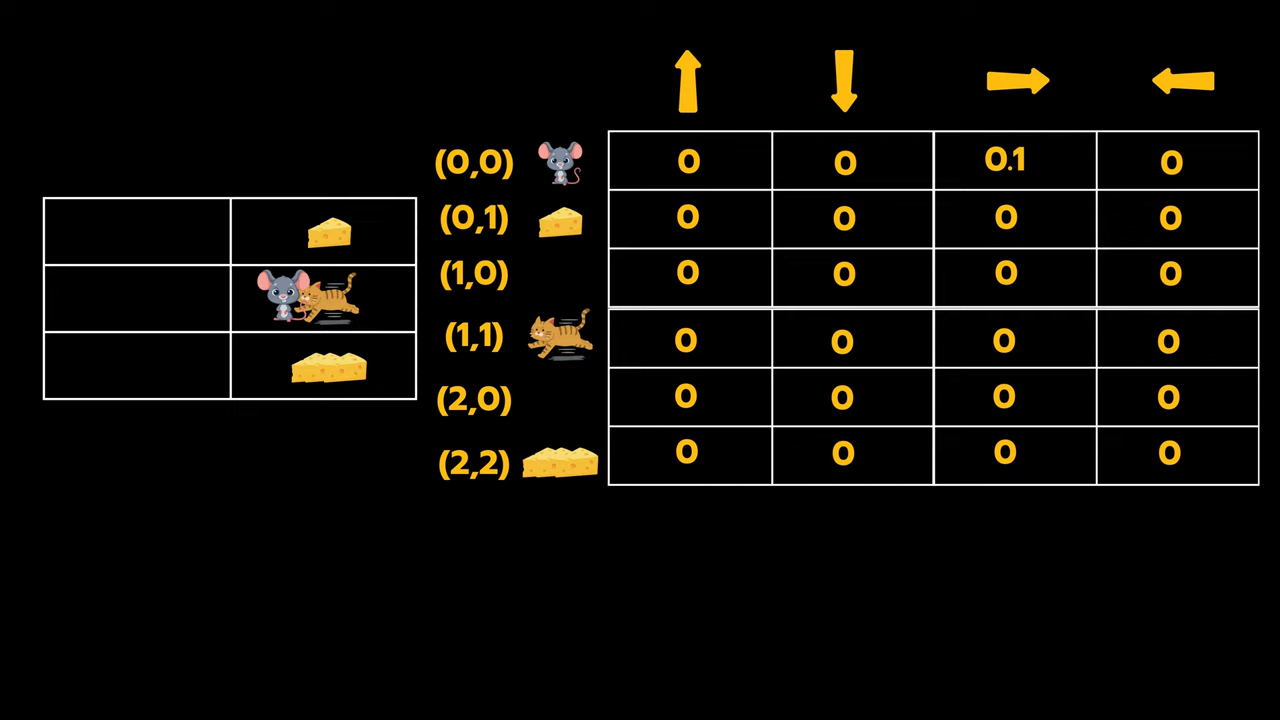 (0,0) 0 0 0.1 0
(0,1) 0 0 0 0
(1,0) 0 0 0 0
(1,1) 0 0 0 0
(2,0) 0 0 0 0
(2,2) 0 0 0 0